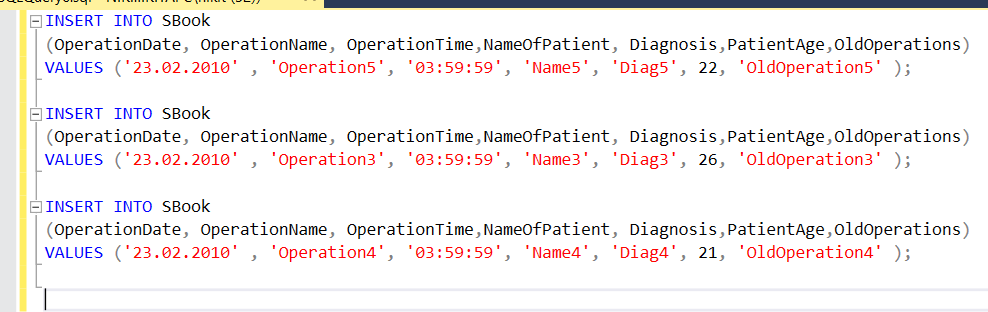 INSERT INTO SBook
(OperationDate, OperationName, OperationTime,NameOfPatient, Diagnosis,PatientAge,OldOperations)
VALUES ('23.02.2010' , 'Operation5', '03:59:59', 'Name5', 'Diag5', 22, 'OldOperation5' );
INSERT INTO SBook
(OperationDate, OperationName, OperationTime,NameOfPatient, Diagnosis,PatientAge,OldOperations)
VALUES ('23.02.2010' , 'Operation3', '03:59:59', 'Name3', 'Diag3', 26, 'OldOperation3' );
INSERT INTO SBook
(OperationDate, OperationName, OperationTime,NameOfPatient, Diagnosis,PatientAge,OldOperations)
VALUES ('23.02.2010' , 'Operation4', '03:59:59', 'Name4', 'Diag4', 21, 'OldOperation4' );